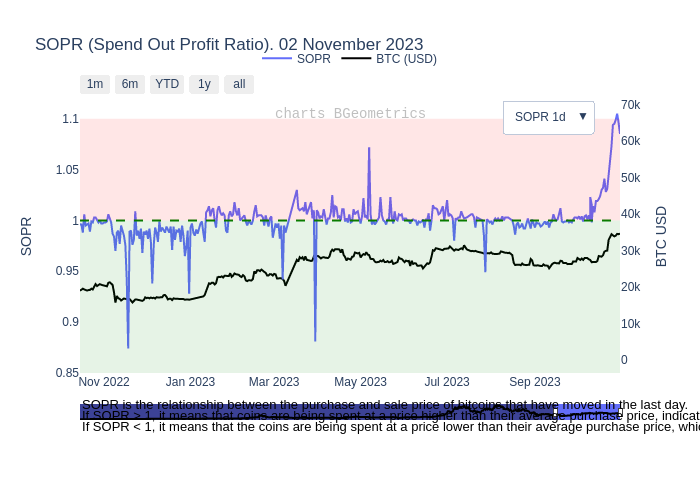 SOPR (Spend Out Profit Ratio). 02 November 2023
SOPR BTC (USD)
1m 6m YTD 1y all
charts BGeometrics
SOPR 1d ▼
1.1
1.05
1
0.95
0.9
0.85
SOPR
70k
60k
50k
40k
30k
20k
10k
0
BTC USD
Nov 2022 Jan 2023 Mar 2023 May 2023 Jul 2023 Sep 2023
SOPR is the relationship between the purchase and sale price of bitcoins that have moved in the last day.
If SOPR > 1, it means that coins are being spent at a price higher than their average purchase price, indicat
If SOPR < 1, it means that the coins are being spent at a price lower than their average purchase price, whic